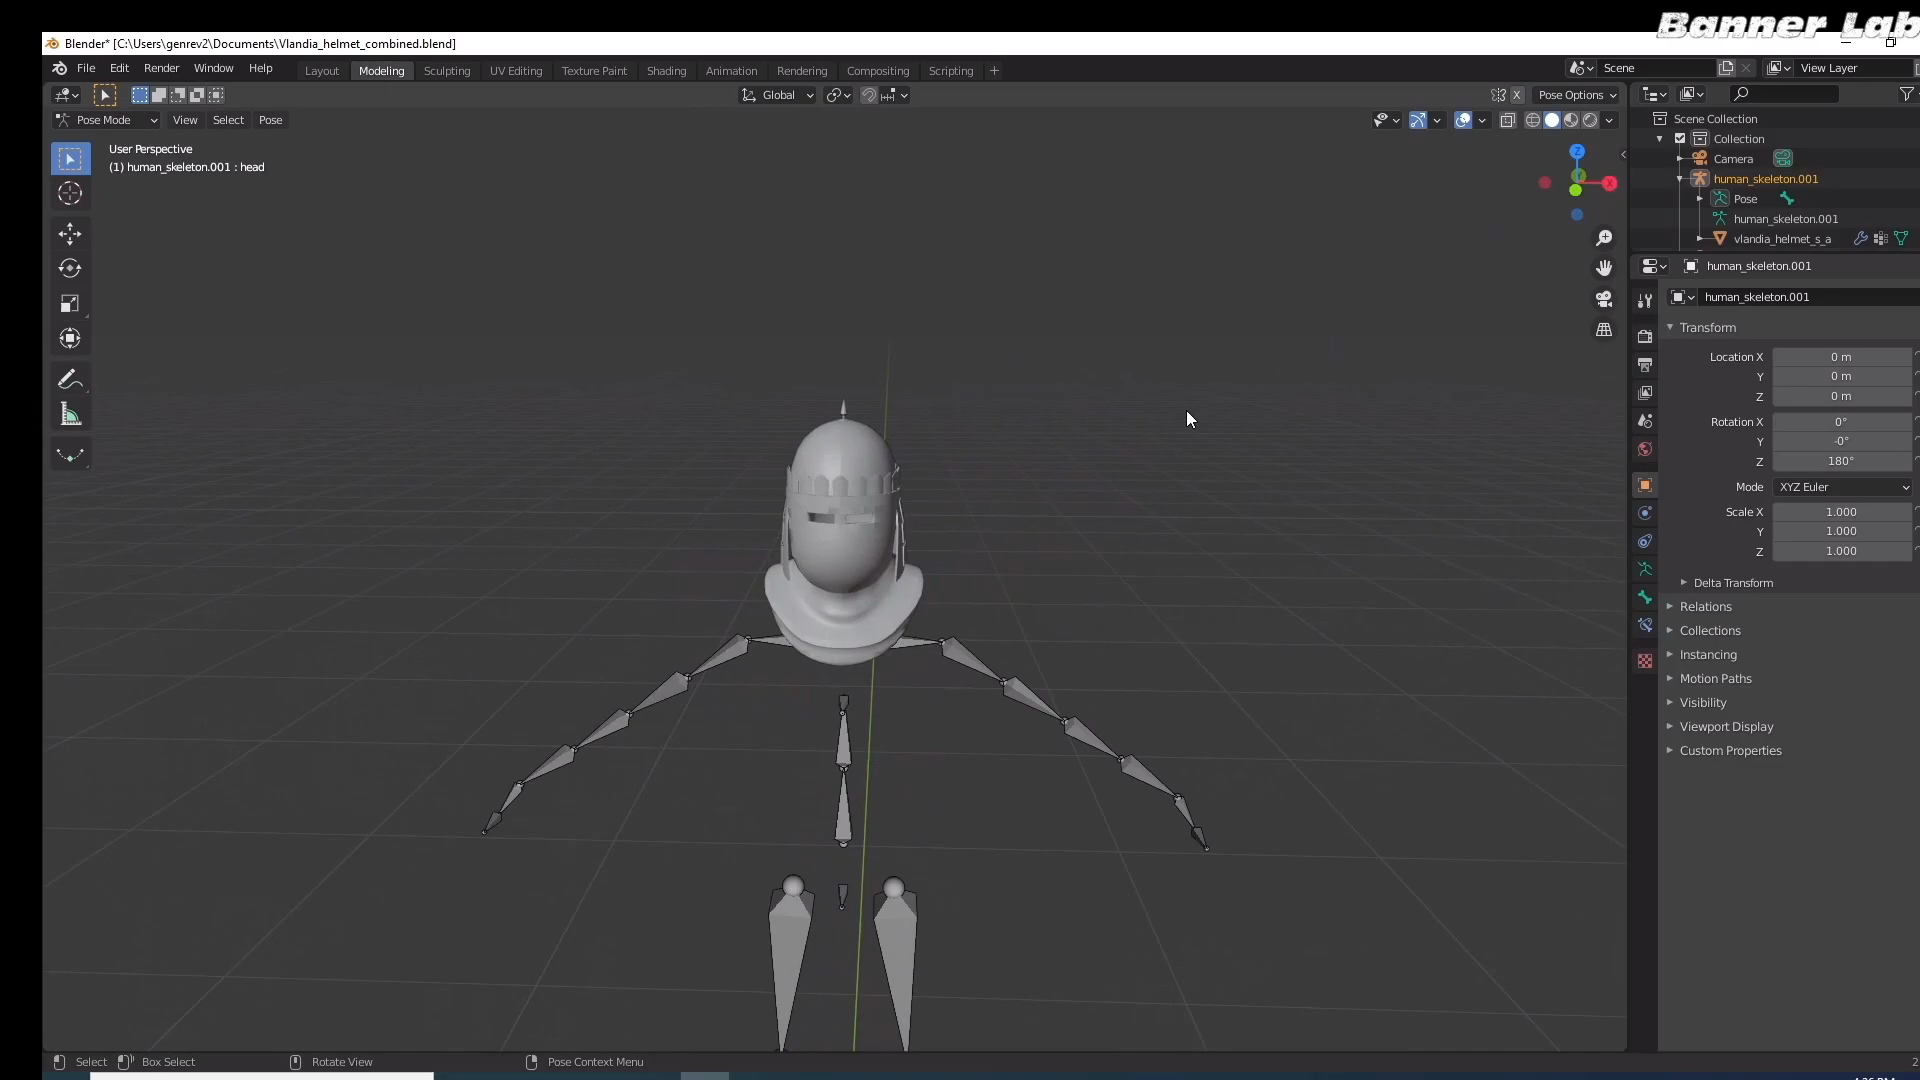 Banner Lab
Blender* [C:\Users\genrev2\Documents\Vlandia_helmet_combined.blend]
File Edit Render Window Help Layout Modeling Sculpting UV Editing Texture Paint Shading Animation Rendering Compositing Scripting + Scene View Layer
Global X Pose Options
Pose Mode View Select Pose
User Perspective
(1) human_skeleton.001 : head
Z
X
Y
Scene Collection
Collection
Camera
human_skeleton.001
Pose
human_skeleton.001
vlandia_helmet_s_a
human_skeleton.001
human_skeleton.001
Transform
Location X 0 m
Y 0 m
Z 0 m
Rotation X 0°
Y -0°
Z 180°
Mode XYZ Euler
Scale X 1.000
Y 1.000
Z 1.000
Delta Transform
Relations
Collections
Instancing
Motion Paths
Visibility
Viewport Display
Custom Properties
Select Box Select Rotate View Pose Context Menu 2